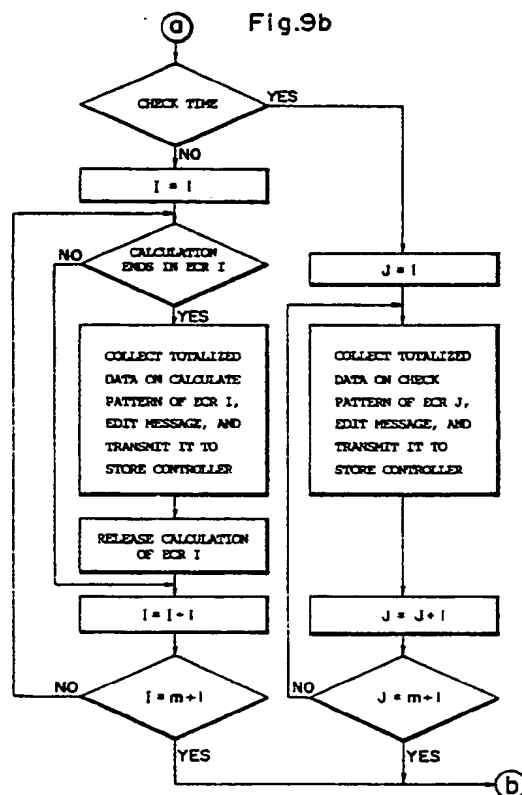 a
Fig.9b
CHECK TIME
YES
NO
I = 1
CALCULATION
ENDS IN ECR I
NO
YES
COLLECT TOTALIZED
DATA ON CALCULATE
PATTERN OF ECR I,
EDIT MESSAGE, AND
TRANSMIT IT TO
STORE CONTROLLER
RELEASE CALCULATION
OF ECR I
I = I+1
I = m+1
NO
YES
J = 1
COLLECT TOTALIZED
DATA ON CHECK
PATTERN OF ECR J,
EDIT MESSAGE, AND
TRANSMIT IT TO
STORE CONTROLLER
J = J+1
J = m+1
NO
YES
b